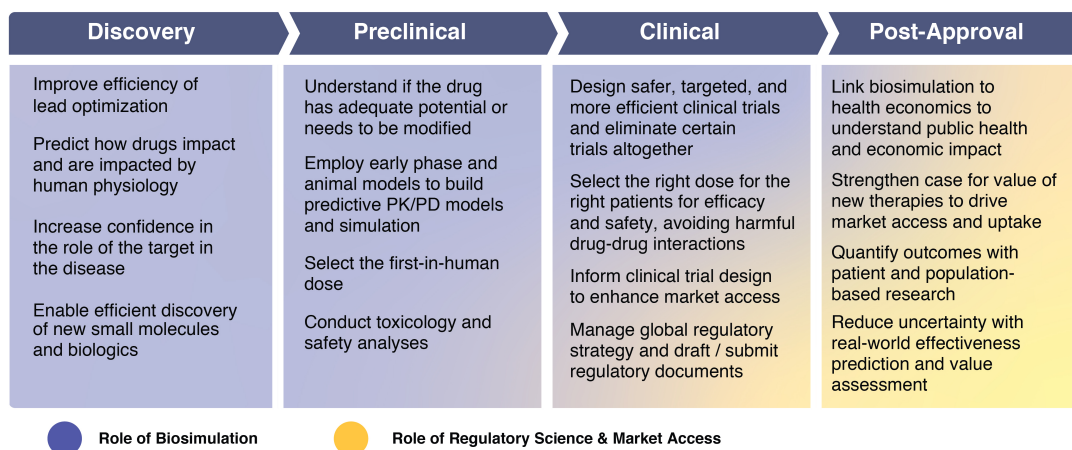 Discovery
Preclinical
Clinical
Post-Approval
Improve efficiency of
lead optimization
Predict how drugs impact
and are impacted by
human physiology
Increase confidence in
the role of the target in
the disease
Enable efficient discovery
of new small molecules
and biologics
Understand if the drug
has adequate potential or
needs to be modified
Employ early phase and
animal models to build
predictive PK/PD models
and simulation
Select the first-in-human
dose
Conduct toxicology and
safety analyses
Design safer, targeted, and
more efficient clinical trials
and eliminate certain
trials altogether
Select the right dose for the
right patients for efficacy
and safety, avoiding harmful
drug-drug interactions
Inform clinical trial design
to enhance market access
Manage global regulatory
strategy and draft / submit
regulatory documents
Link biosimulation to
health economics to
understand public health
and economic impact
Strengthen case for value of
new therapies to drive
market access and uptake
Quantify outcomes with
patient and population-
based research
Reduce uncertainty with
real-world effectiveness
prediction and value
assessment
Role of Biosimulation
Role of Regulatory Science & Market Access